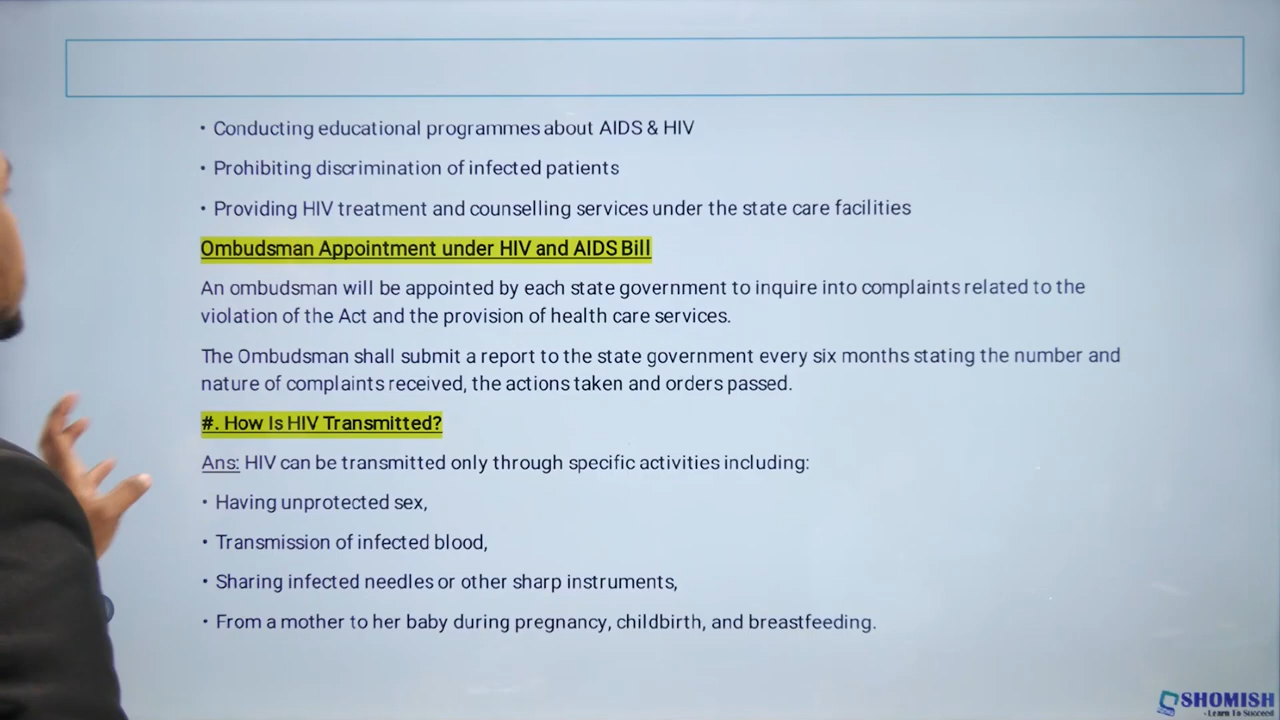 • Conducting educational programmes about AIDS & HIV
• Prohibiting discrimination of infected patients
• Providing HIV treatment and counselling services under the state care facilities
Ombudsman Appointment under HIV and AIDS Bill
An ombudsman will be appointed by each state government to inquire into complaints related to the
violation of the Act and the provision of health care services.
The Ombudsman shall submit a report to the state government every six months stating the number and
nature of complaints received, the actions taken and orders passed.
#. How Is HIV Transmitted?
Ans: HIV can be transmitted only through specific activities including:
• Having unprotected sex,
• Transmission of infected blood,
• Sharing infected needles or other sharp instruments,
• From a mother to her baby during pregnancy, childbirth, and breastfeeding.
SHOMISH
- Learn To Succeed